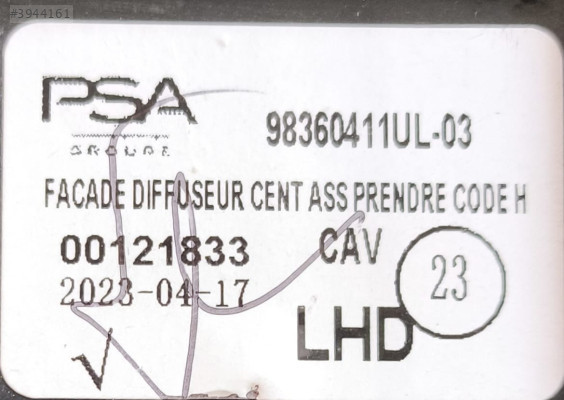 #3944161
PSA
GROUPE
98360411UL-03
FACADE DIFFUSEUR CENT ASS PRENDRE CODE H
00121833
CAV
23
2023-04-17
LHD